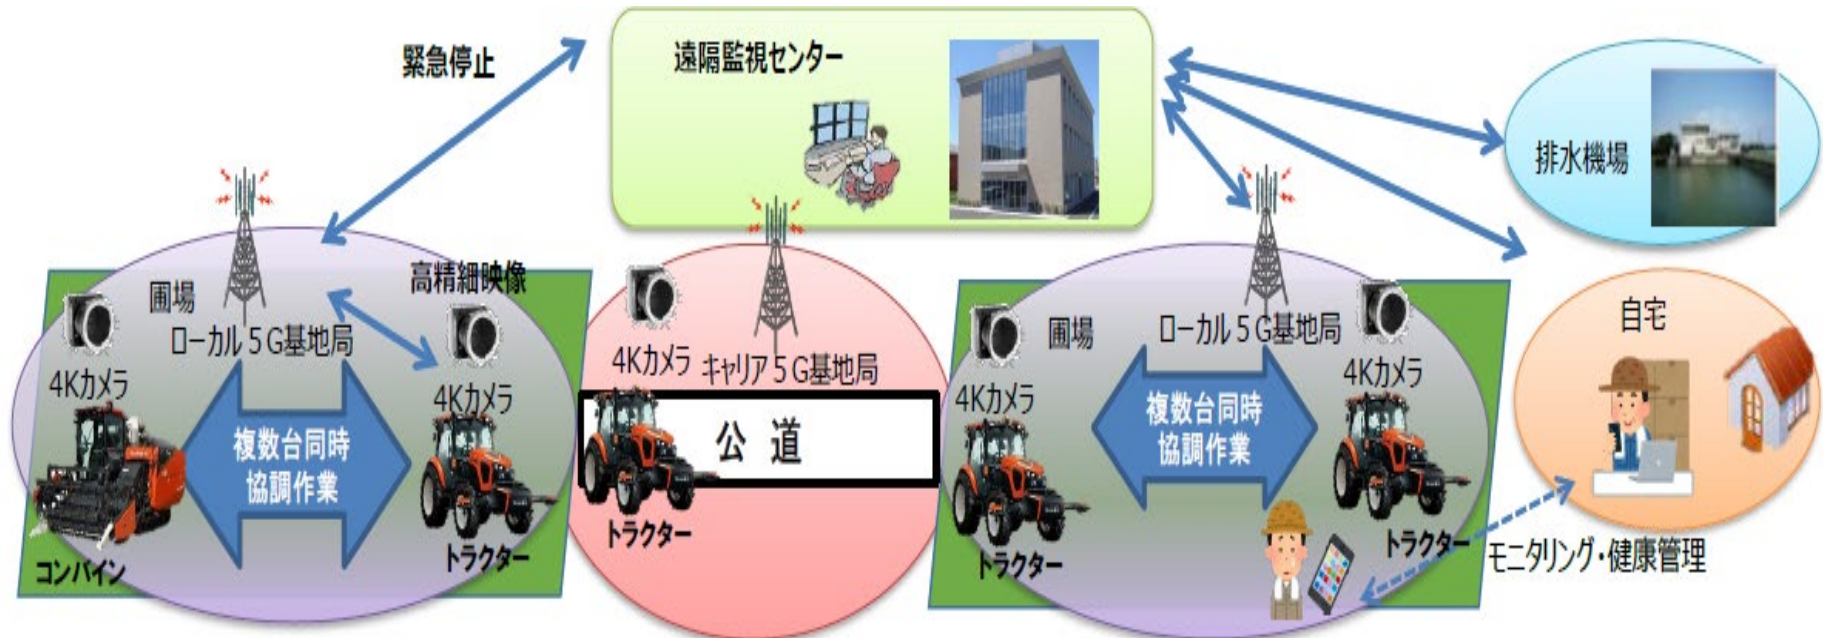 緊急停止
遠隔監視センター
排水機場
圃場
高精細映像
ローカル５Ｇ基地局
4Kカメラ
4Kカメラ
複数台同時
協調作業
コンバイン
トラクター
4Kカメラ
キャリア５Ｇ基地局
公 道
トラクター
圃場
ローカル５Ｇ基地局
4Kカメラ
4Kカメラ
複数台同時
協調作業
トラクター
トラクター
自宅
モニタリング・健康管理